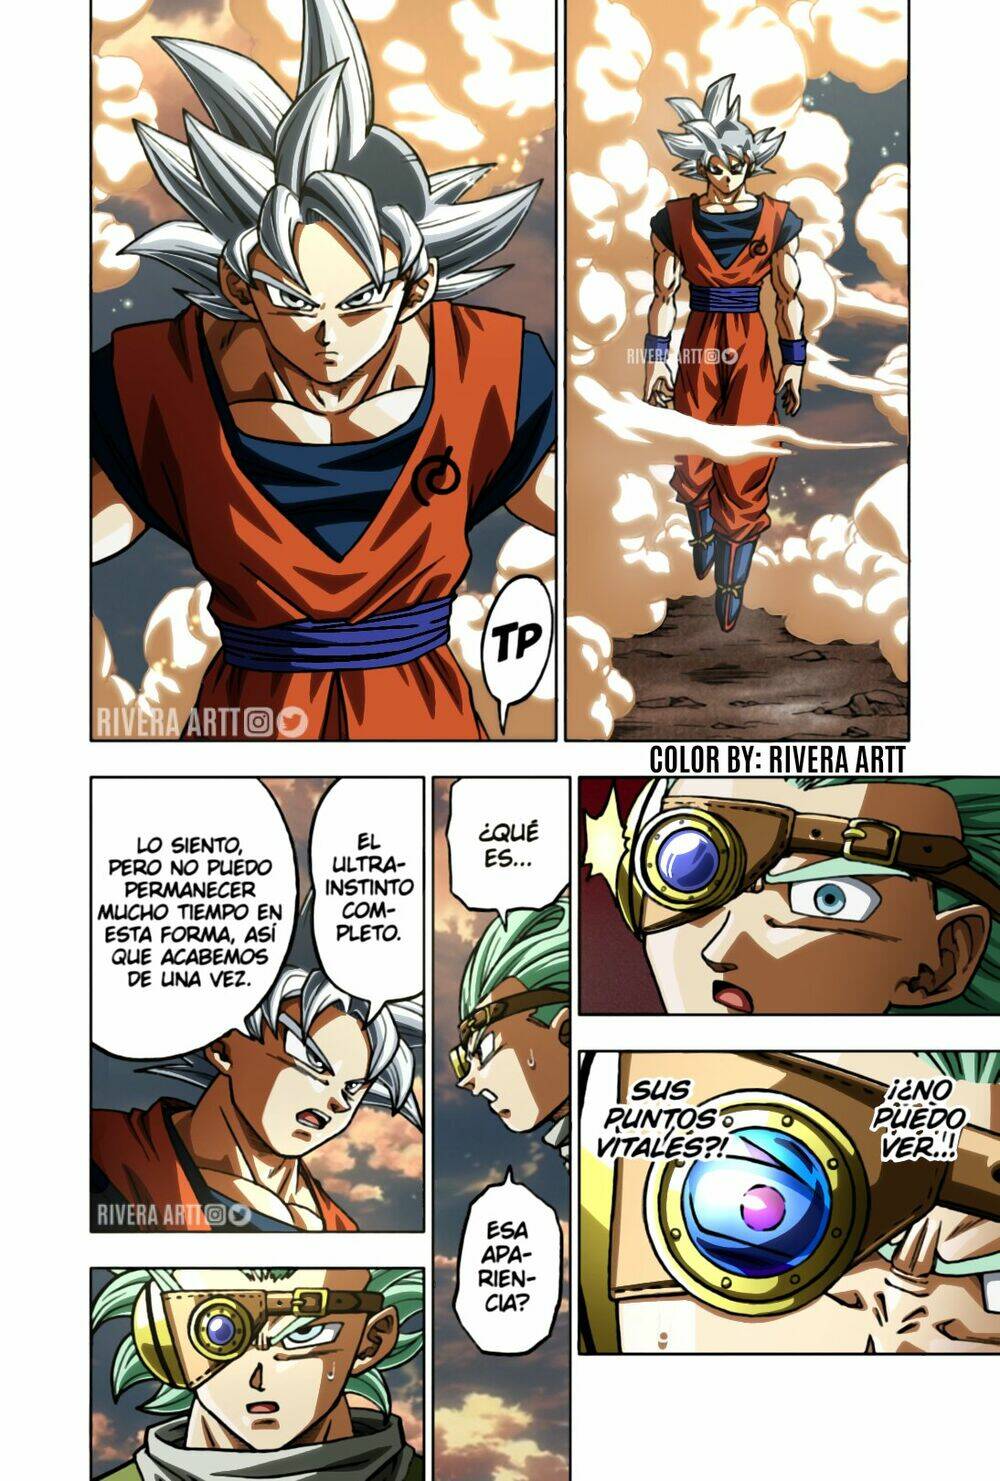 RIVERA ARTT
TP
RIVERA ARTT
COLOR BY: RIVERA ARTT
¡¿NO
PUEDO
VER...!
SUS
PUNTOS
VITALES?!
¿QUÉ
ES...
ESA
APA-
RIEN-
CIA?
EL
ULTRA-
INSTINTO
COM-
PLETO.
LO SIENTO,
PERO NO PUEDO
PERMANECER
MUCHO TIEMPO EN
ESTA FORMA, ASÍ
QUE ACABEMOS
DE UNA VEZ.
RIVERA ARTT